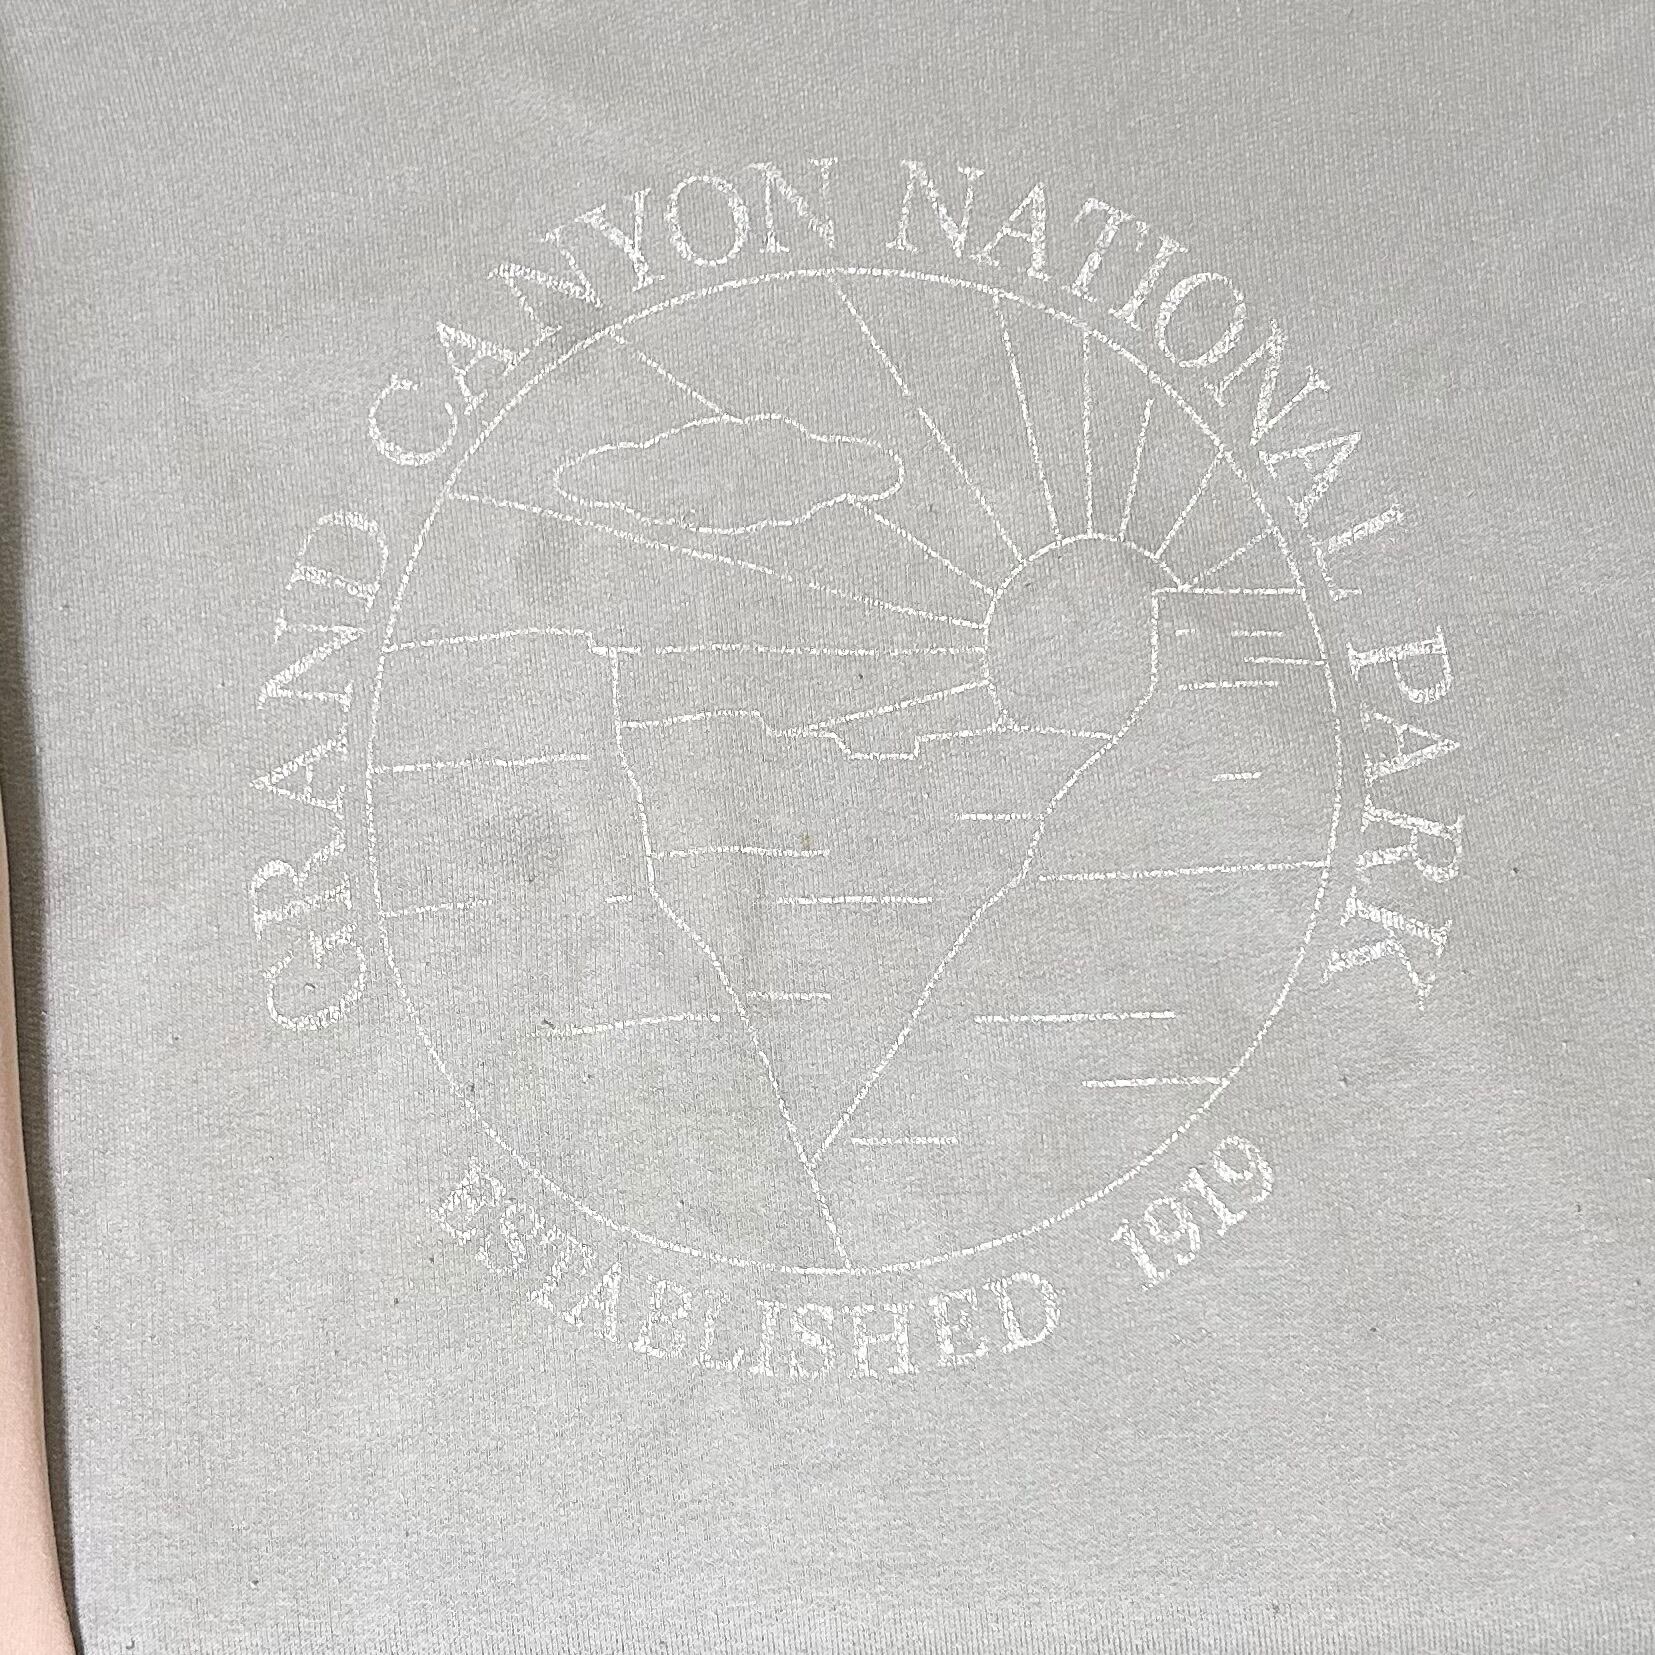 GRAND CANYON NATIONAL PARK
ESTABLISHED 1919